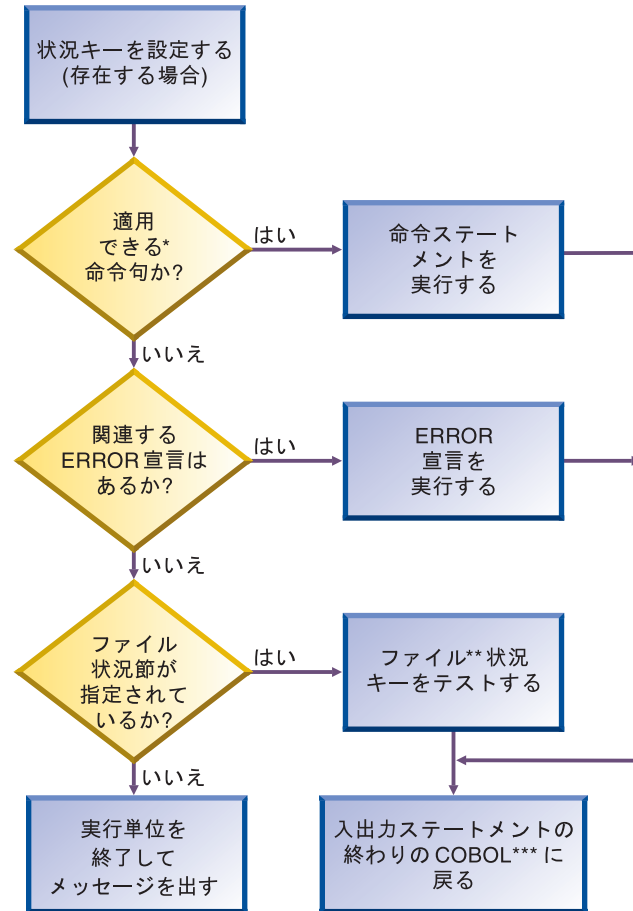 状況キーを設定する
(存在する場合)
適用
できる*
命令句か?
はい
命令ステート
メントを
実行する
いいえ
関連する
ERROR 宣言は
あるか?
はい
ERROR
宣言を
実行する
いいえ
ファイル
状況節が
指定されて
いるか?
はい
ファイル** 状況
キーをテストする
いいえ
実行単位を
終了して
メッセージを出す
入出力ステートメントの
終わりの COBOL*** に
戻る